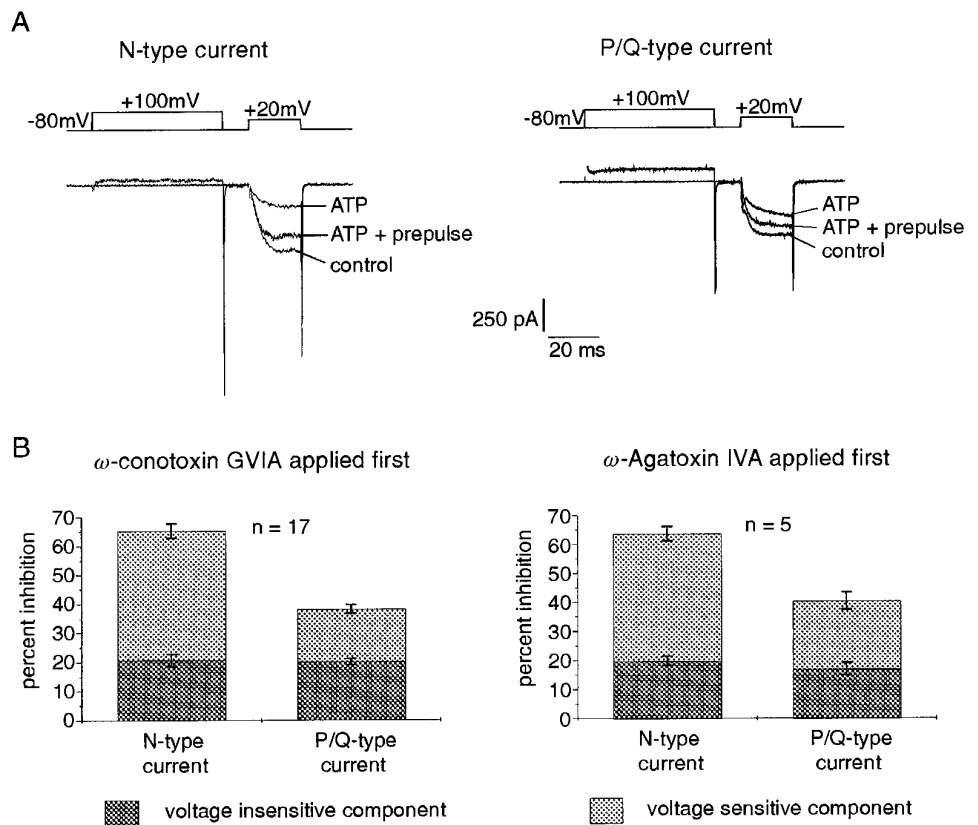 A
N-type current
P/Q-type current
-80mV
+100mV
+20mV
-80mV
+100mV
+20mV
ATP
ATP + prepulse
control
ATP
ATP + prepulse
control
250 pA
20 ms
B
ω-conotoxin GVIA applied first
ω-Agatoxin IVA applied first
percent inhibition
70
60
50
40
30
20
10
0
n = 17
N-type
current
P/Q-type
current
percent inhibition
70
60
50
40
30
20
10
0
n = 5
N-type
current
P/Q-type
current
voltage insensitive component
voltage sensitive component